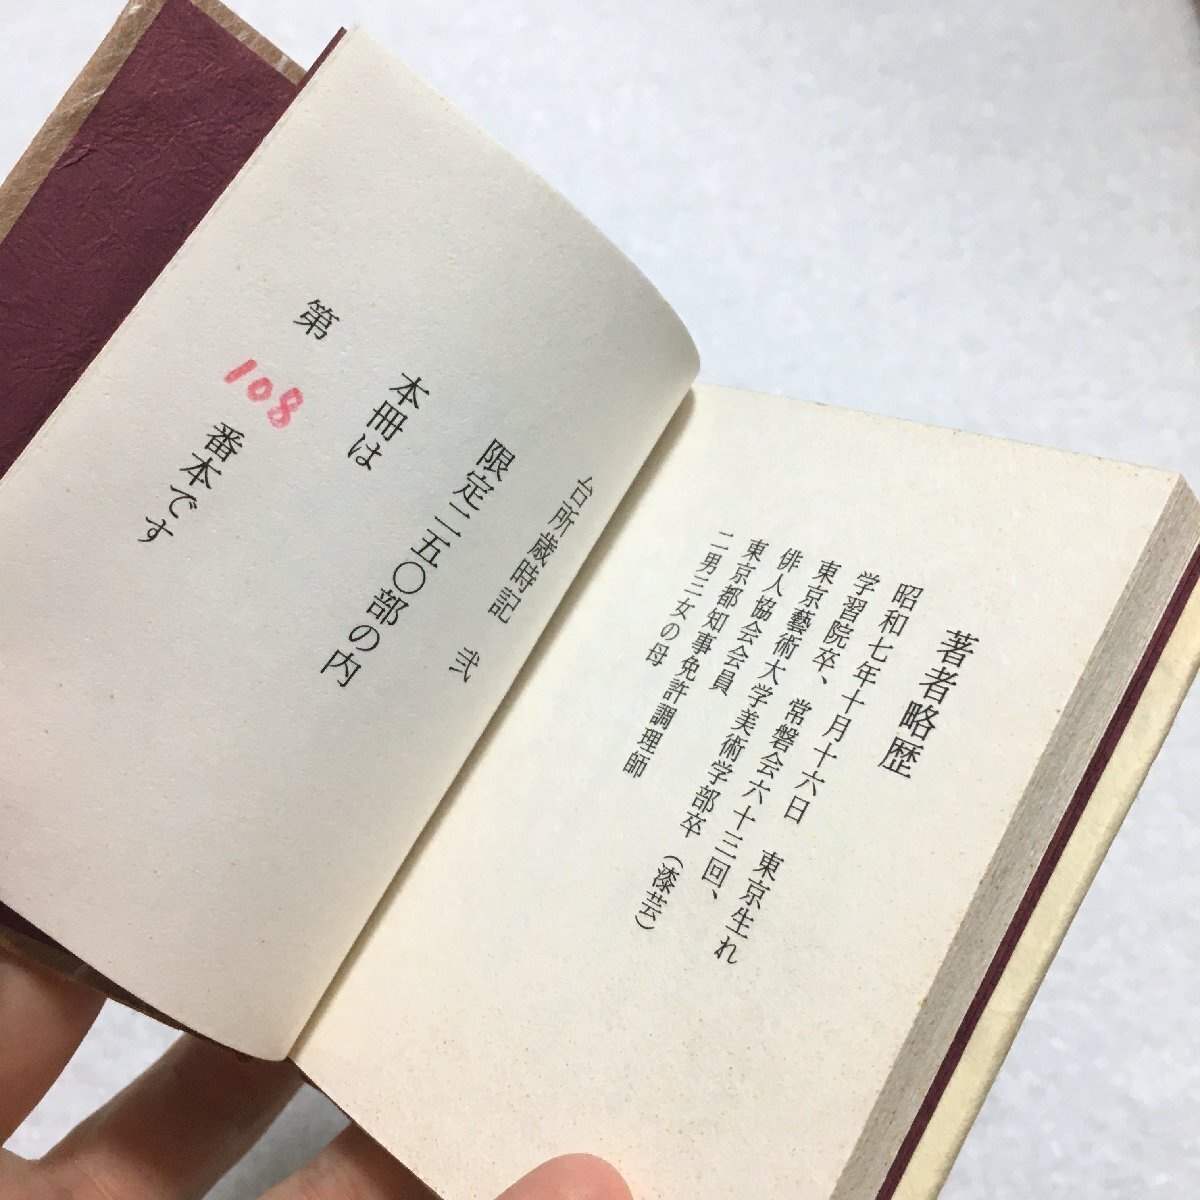 著者略歴
昭和七年十月十六日　東京生れ
学習院卒、常磐会六十三回、
東京藝術大学美術学部卒（漆芸）
俳人協会会員
東京都知事免許調理師
二男三女の母
台所歳時記　弐
限定二五〇部の内
本冊は
第　108　番本です